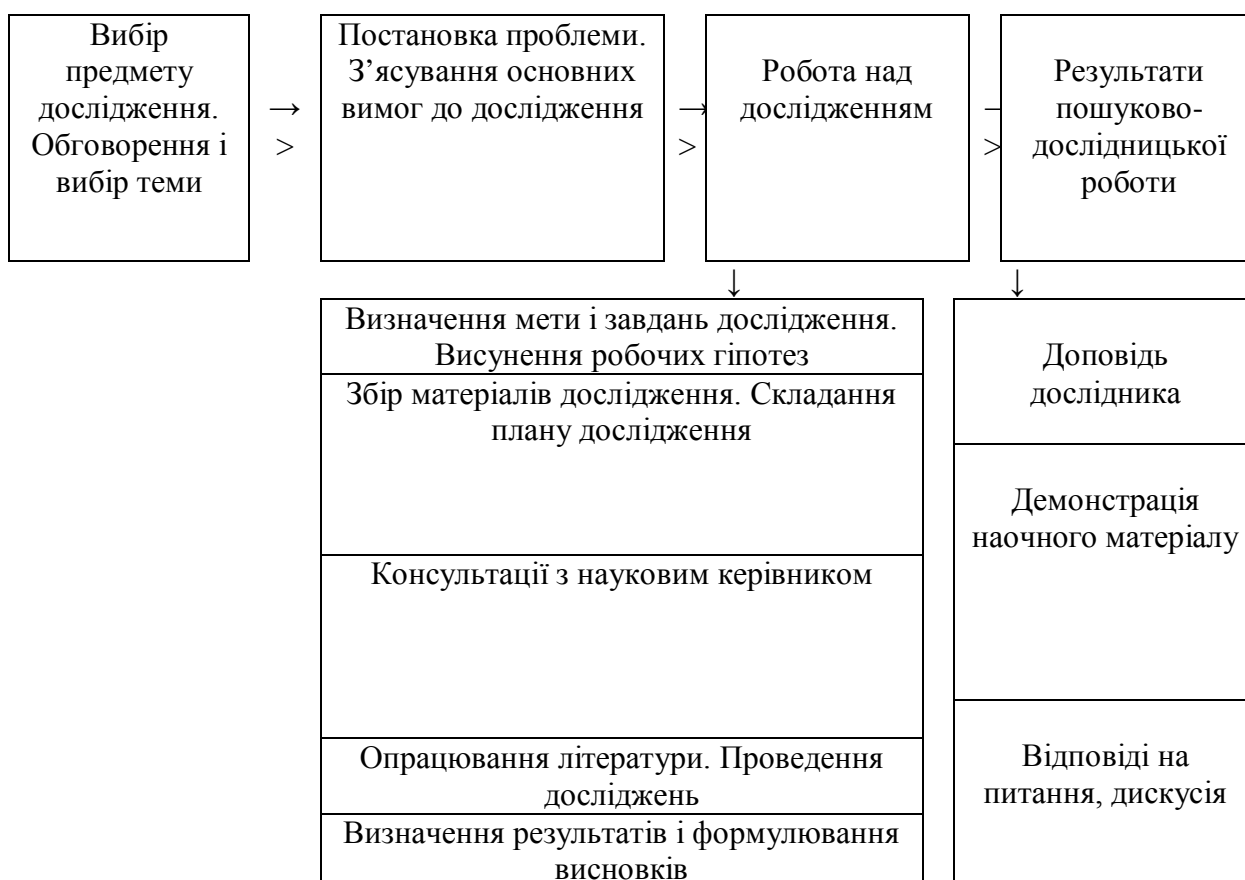 Вибір
предмету
дослідження.
Обговорення і
вибір теми
→
>
Постановка проблеми.
З’ясування основних
вимог до дослідження
→
>
Робота над
дослідженням
→
>
Результати
пошуково-
дослідницької
роботи
↓
↓
Визначення мети і завдань дослідження.
Висунення робочих гіпотез
Збір матеріалів дослідження. Складання
плану дослідження
Консультації з науковим керівником
Опрацювання літератури. Проведення
досліджень
Визначення результатів і формулювання
висновків
Доповідь
дослідника
Демонстрація
наочного матеріалу
Відповіді на
питання, дискусія